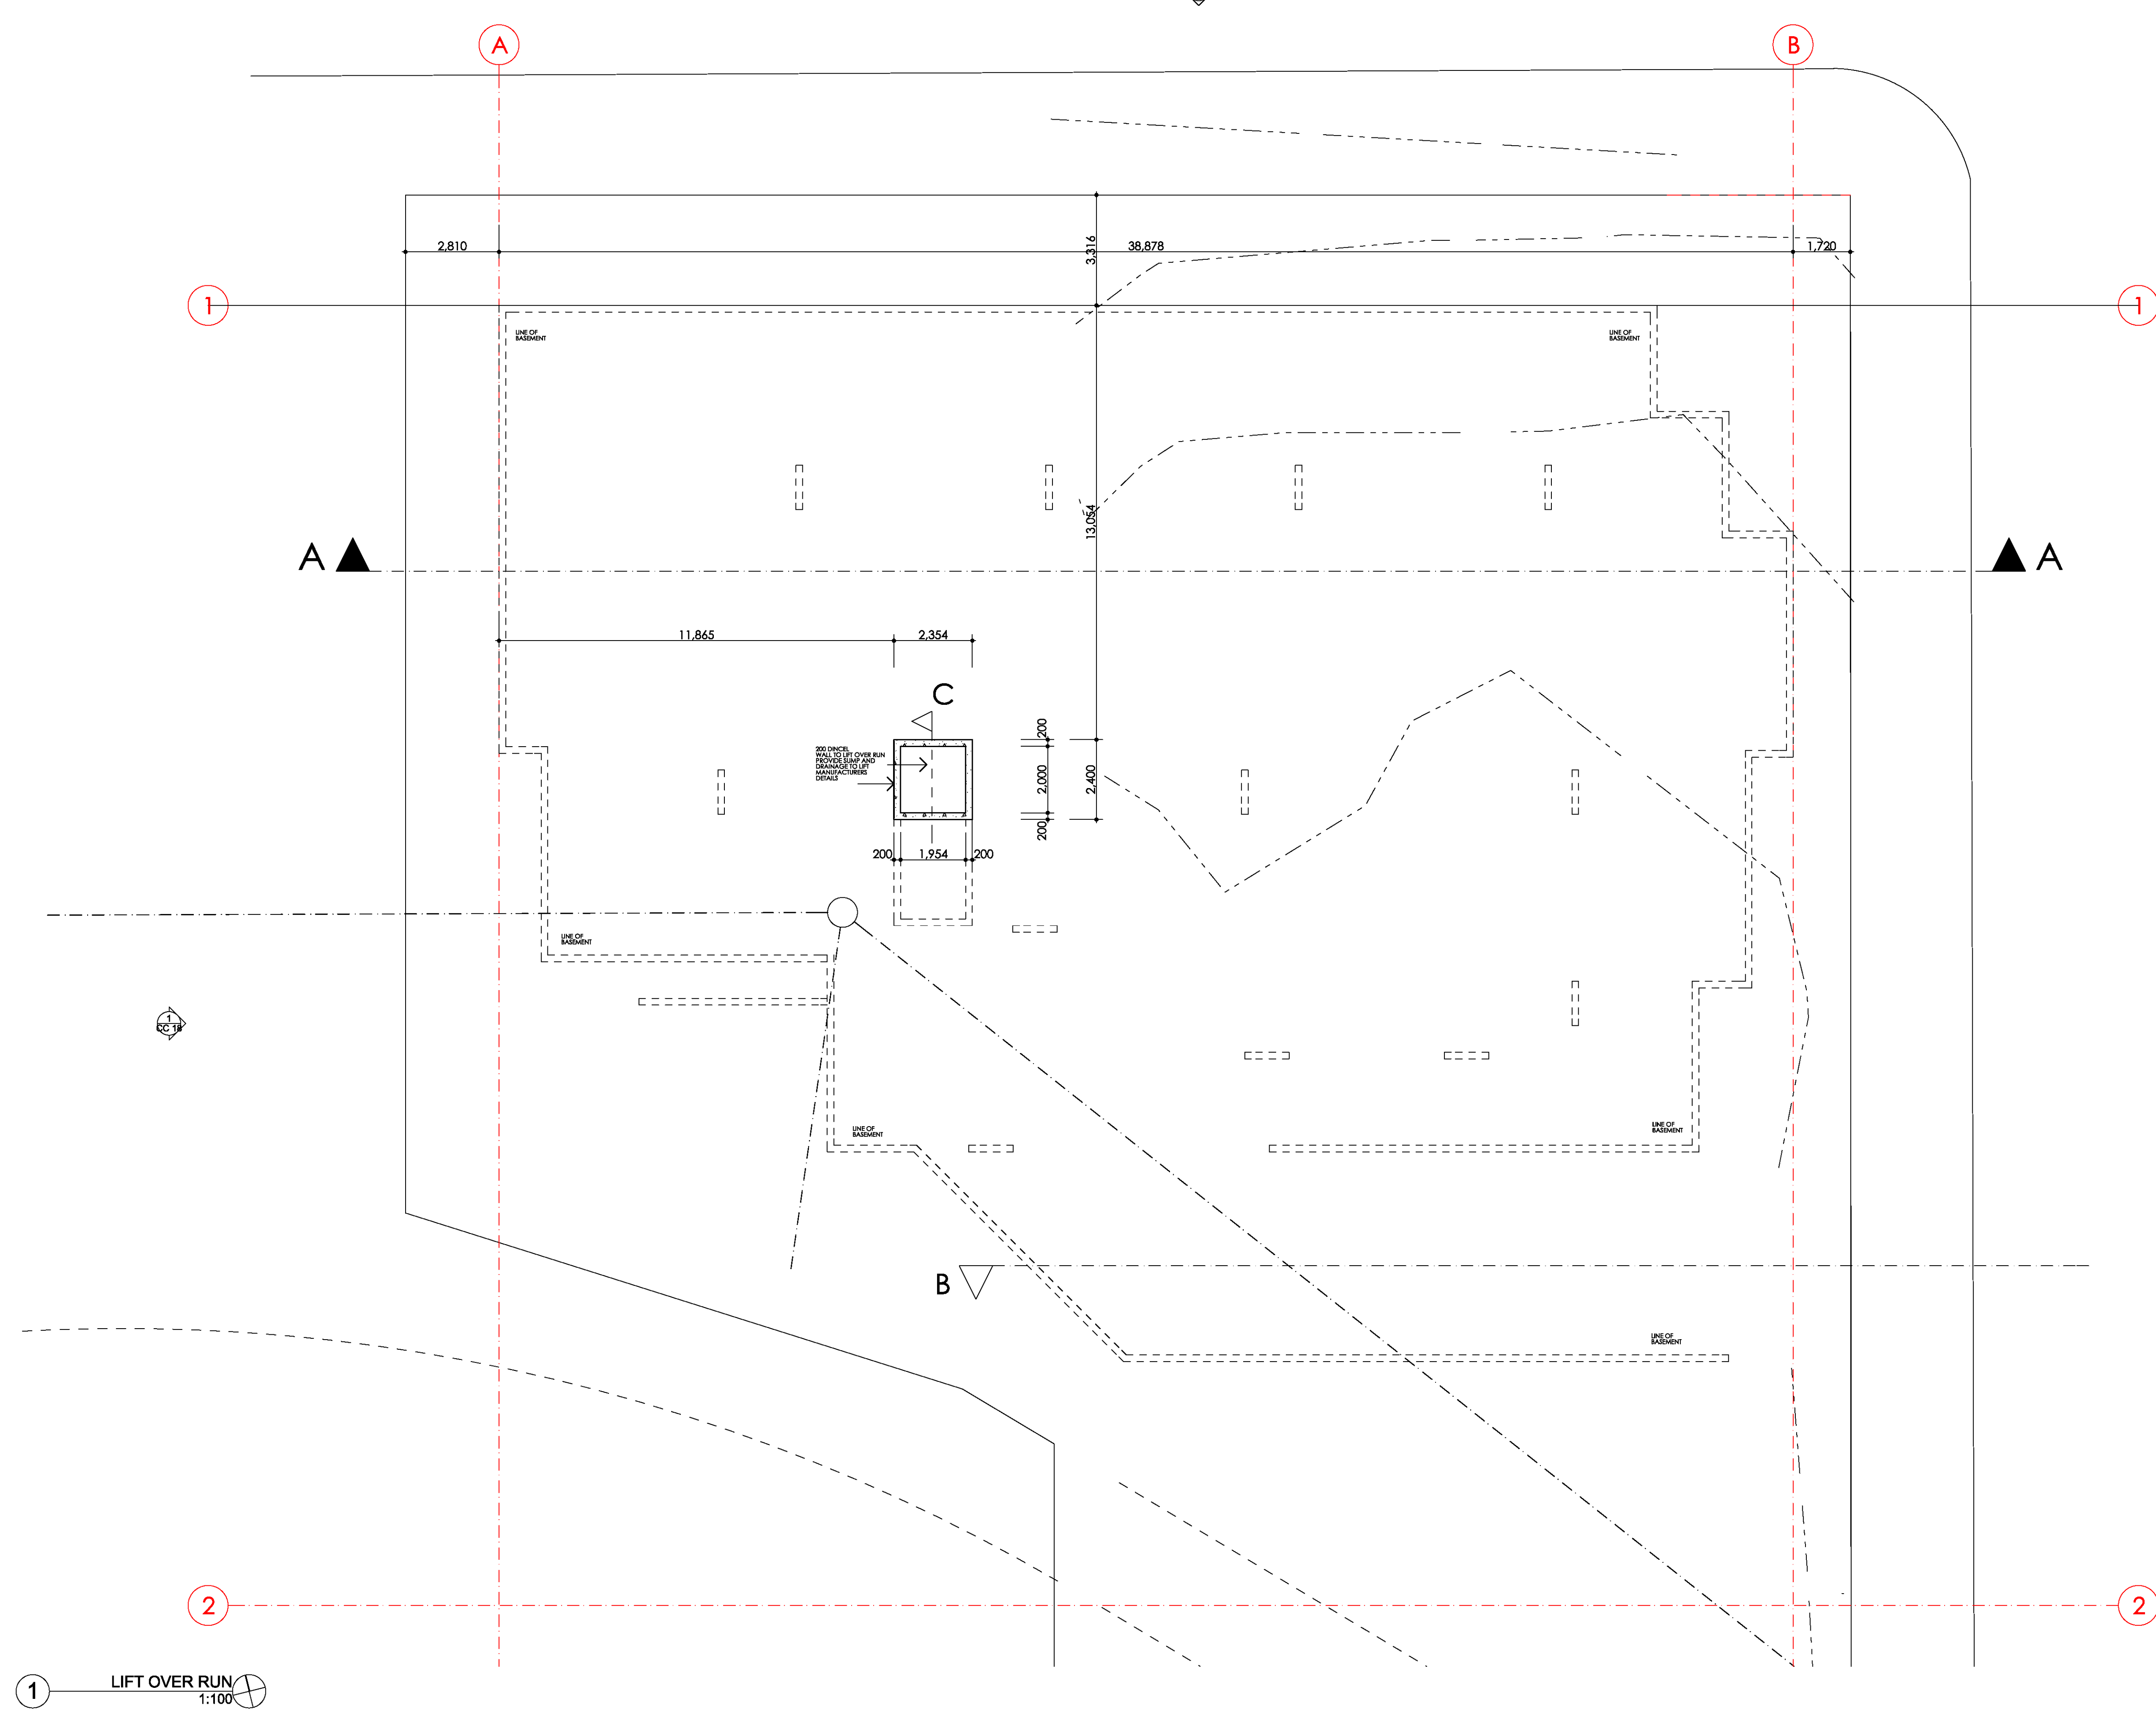 A
B
2,810
3,316
38,878
1,720
1
1
LINE OF
BASEMENT
LINE OF
BASEMENT
13,054
A
A
11,865
2,354
C
200
200 DINCEL
WALL TO LIFT OVER RUN
PROVIDE SUMP AND
DRAINAGE TO LIFT
MANUFACTURERS
DETAILS
2,000
2,400
200
200
1,954
200
LINE OF
BASEMENT
1
CC 18
LINE OF
BASEMENT
LINE OF
BASEMENT
B
LINE OF
BASEMENT
2
2
1
LIFT OVER RUN
1:100